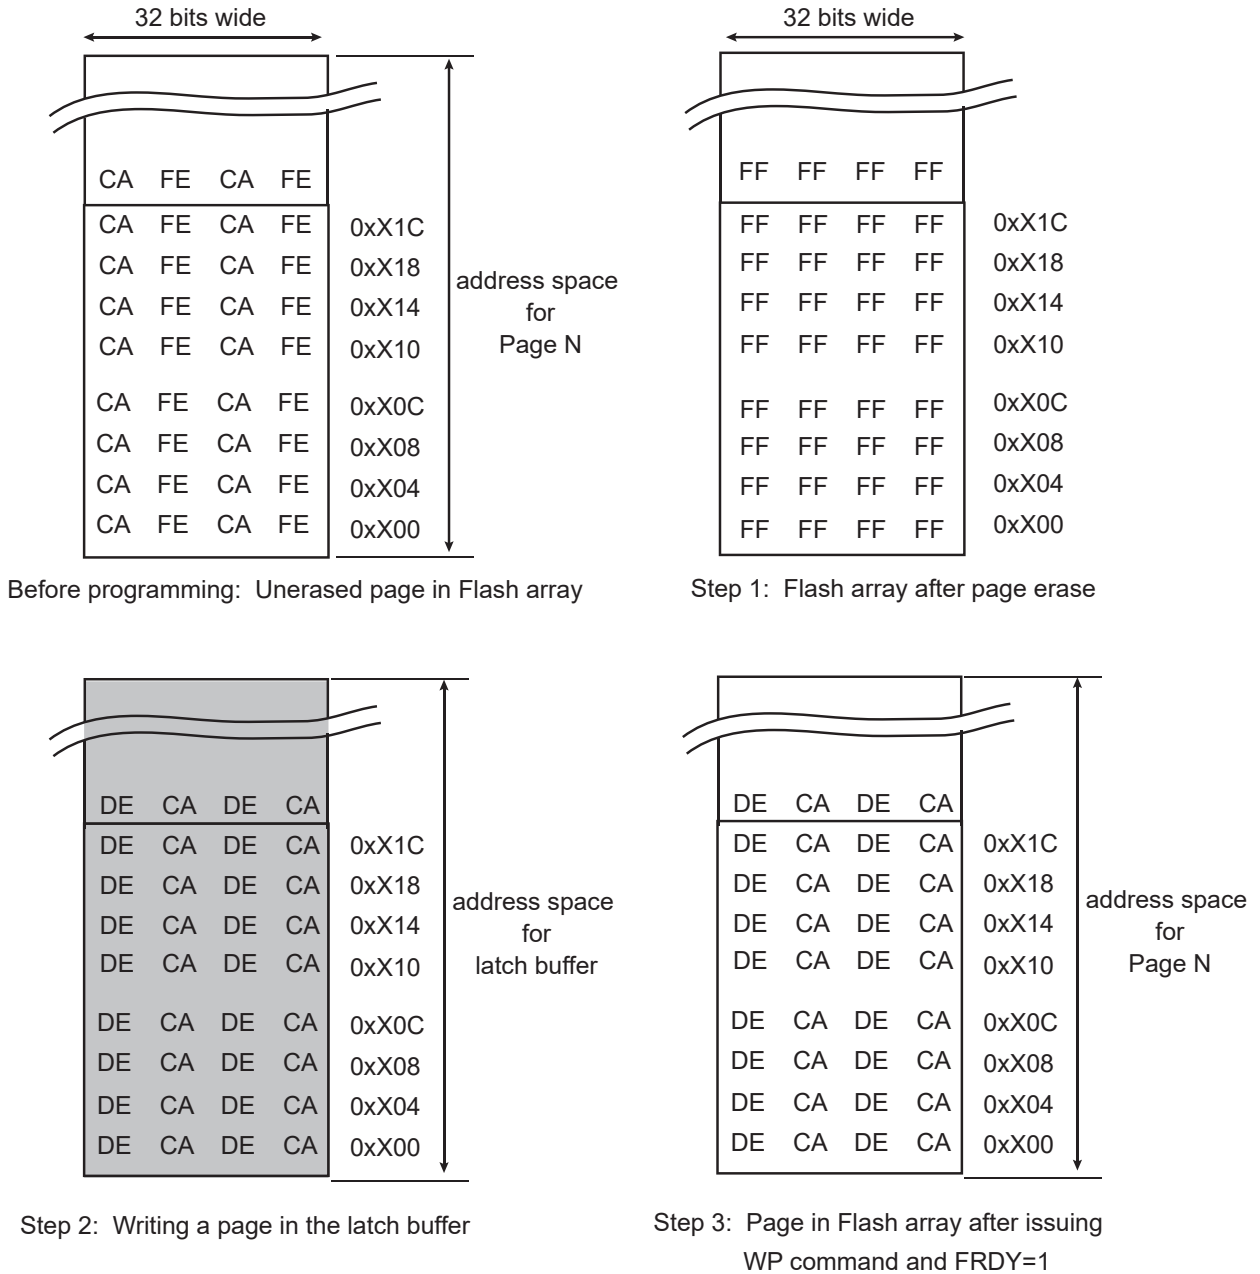 32 bits wide
CA FE CA FE
CA FE CA FE 0xX1C
CA FE CA FE 0xX18
CA FE CA FE 0xX14
CA FE CA FE 0xX10
CA FE CA FE 0xX0C
CA FE CA FE 0xX08
CA FE CA FE 0xX04
CA FE CA FE 0xX00
address space
for
Page N
Before programming: Unerased page in Flash array
32 bits wide
FF FF FF FF
FF FF FF FF 0xX1C
FF FF FF FF 0xX18
FF FF FF FF 0xX14
FF FF FF FF 0xX10
FF FF FF FF 0xX0C
FF FF FF FF 0xX08
FF FF FF FF 0xX04
FF FF FF FF 0xX00
Step 1: Flash array after page erase
DE CA DE CA
DE CA DE CA 0xX1C
DE CA DE CA 0xX18
DE CA DE CA 0xX14
DE CA DE CA 0xX10
DE CA DE CA 0xX0C
DE CA DE CA 0xX08
DE CA DE CA 0xX04
DE CA DE CA 0xX00
address space
for
latch buffer
Step 2: Writing a page in the latch buffer
DE CA DE CA
DE CA DE CA 0xX1C
DE CA DE CA 0xX18
DE CA DE CA 0xX14
DE CA DE CA 0xX10
DE CA DE CA 0xX0C
DE CA DE CA 0xX08
DE CA DE CA 0xX04
DE CA DE CA 0xX00
address space
for
Page N
Step 3: Page in Flash array after issuing
WP command and FRDY=1